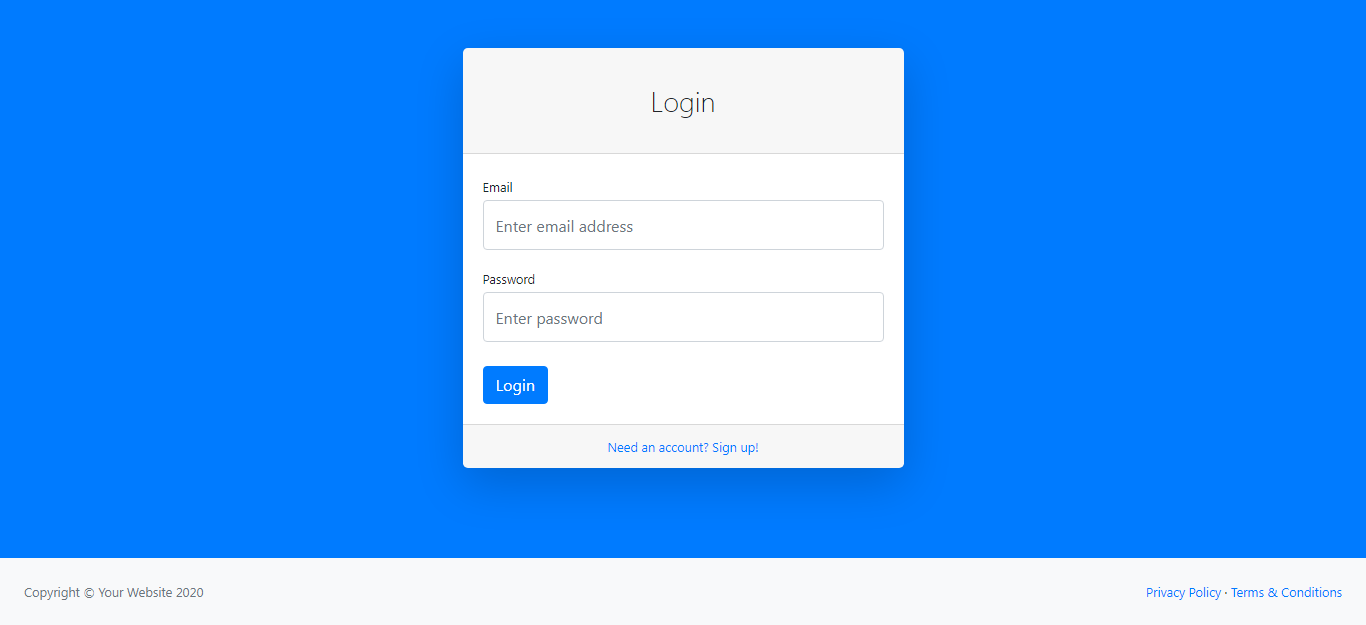 Login
Email
Enter email address
Password
Enter password
Login
Need an account? Sign up!
Copyright © Your Website 2020
Privacy Policy · Terms & Conditions